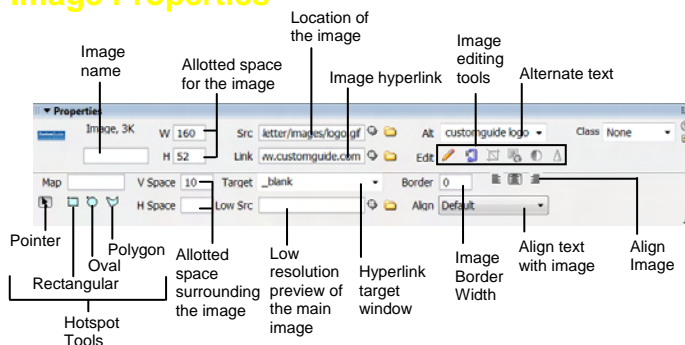 Image Properties
Location of
the image
Image
name
Allotted space
for the image
Image hyperlink
Image
editing
tools
Alternate text
Properties
Image, 3K
W 160
Src letter/images/logo.gif
Alt customguide logo
Class None
H 52
Link w.customguide.com
Edit
Map
V Space 10
Target _blank
Border 0
H Space
Low Src
Align Default
Pointer
Oval
Polygon
Rectangular
Hotspot
Tools
Allotted
space
surrounding
the image
Low
resolution
preview of
the main
image
Hyperlink
target
window
Image
Border
Width
Align text
with image
Align
Image